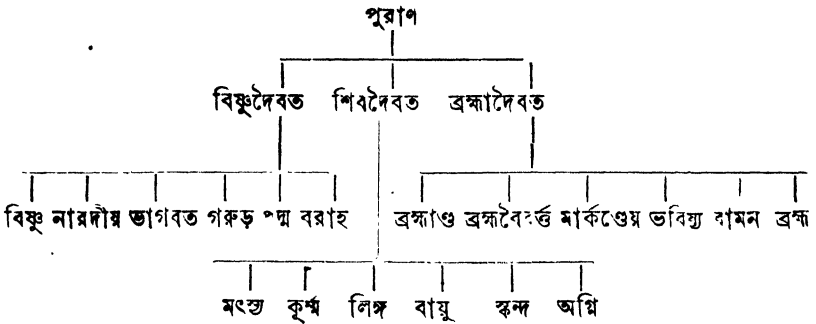 পুরাণ
বিষ্ণুদৈবত শিবদৈবত ব্রহ্মাদৈবত
বিষ্ণু নারদীয় ভাগবত গরুড় পদ্ম বরাহ ব্রহ্মাণ্ড ব্রহ্মবৈবর্ত্ত মার্কণ্ডেয় ভবিষ্য বামন ব্রহ্ম
মৎস্য কূর্ম্ম লিঙ্গ বায়ু স্কন্দ অগ্নি